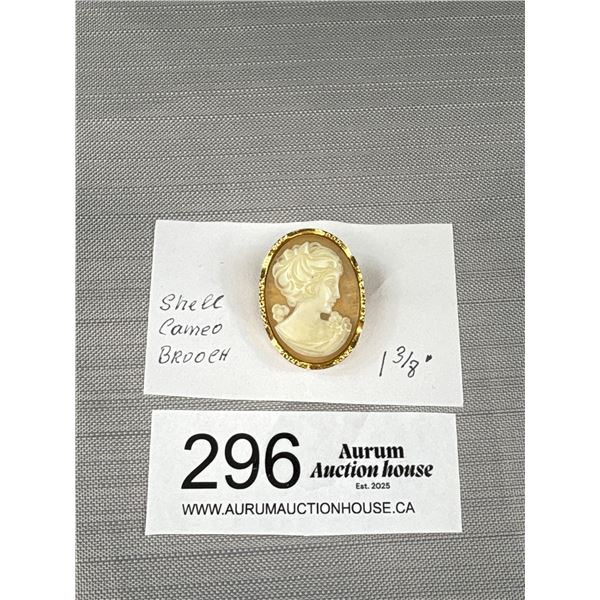 Shell
Cameo
BROOCH
1 3/8"
296
Aurum
Auction house
Est. 2025
WWW.AURUMAUCTIONHOUSE.CA